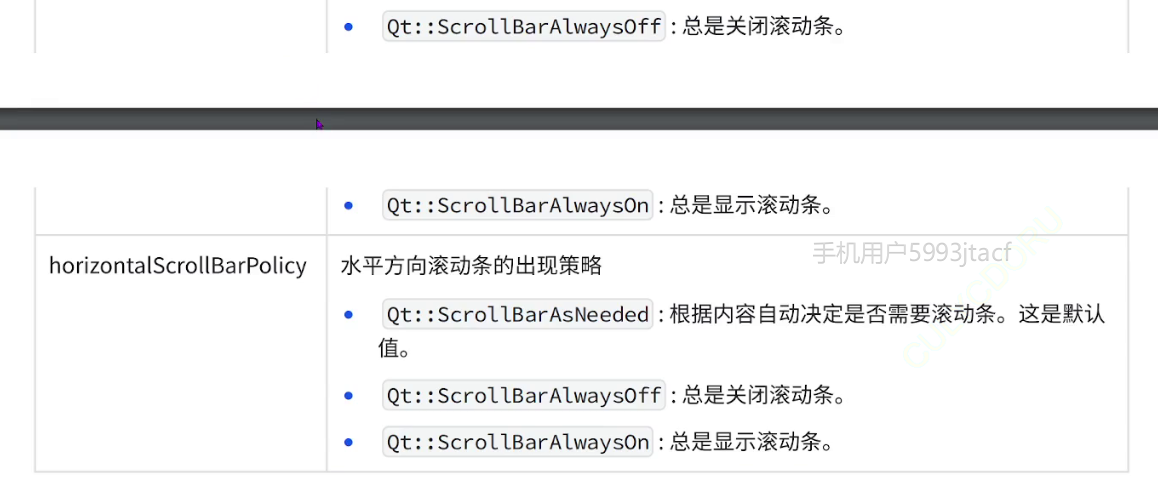 Qt::ScrollBarAlwaysOff : 总是关闭滚动条。
Qt::ScrollBarAlwaysOn : 总是显示滚动条。
手机用户5993jtacf
horizontalScrollBarPolicy
水平方向滚动条的出现策略
Qt::ScrollBarAsNeeded : 根据内容自动决定是否需要滚动条。这是默认
值。
Qt::ScrollBarAlwaysOff : 总是关闭滚动条。
Qt::ScrollBarAlwaysOn : 总是显示滚动条。